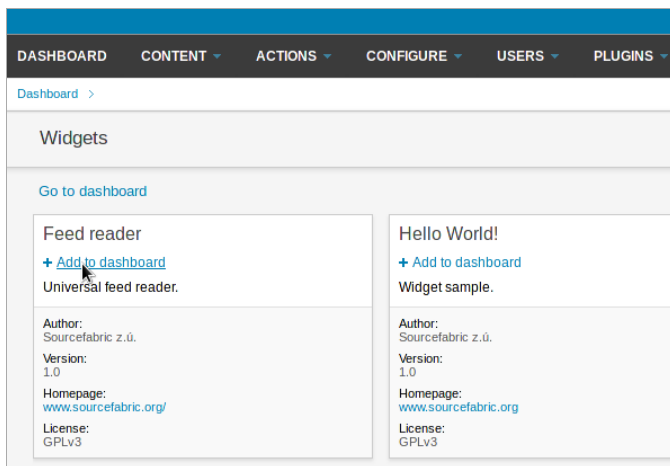 DASHBOARD CONTENT ACTIONS CONFIGURE USERS PLUGINS
Dashboard >
Widgets
Go to dashboard
Feed reader
+ Add to dashboard
Universal feed reader.
Author:
Sourcefabric z.ú.
Version:
1.0
Homepage:
www.sourcefabric.org/
License:
GPLv3
Hello World!
+ Add to dashboard
Widget sample.
Author:
Sourcefabric z.ú.
Version:
1.0
Homepage:
www.sourcefabric.org
License:
GPLv3